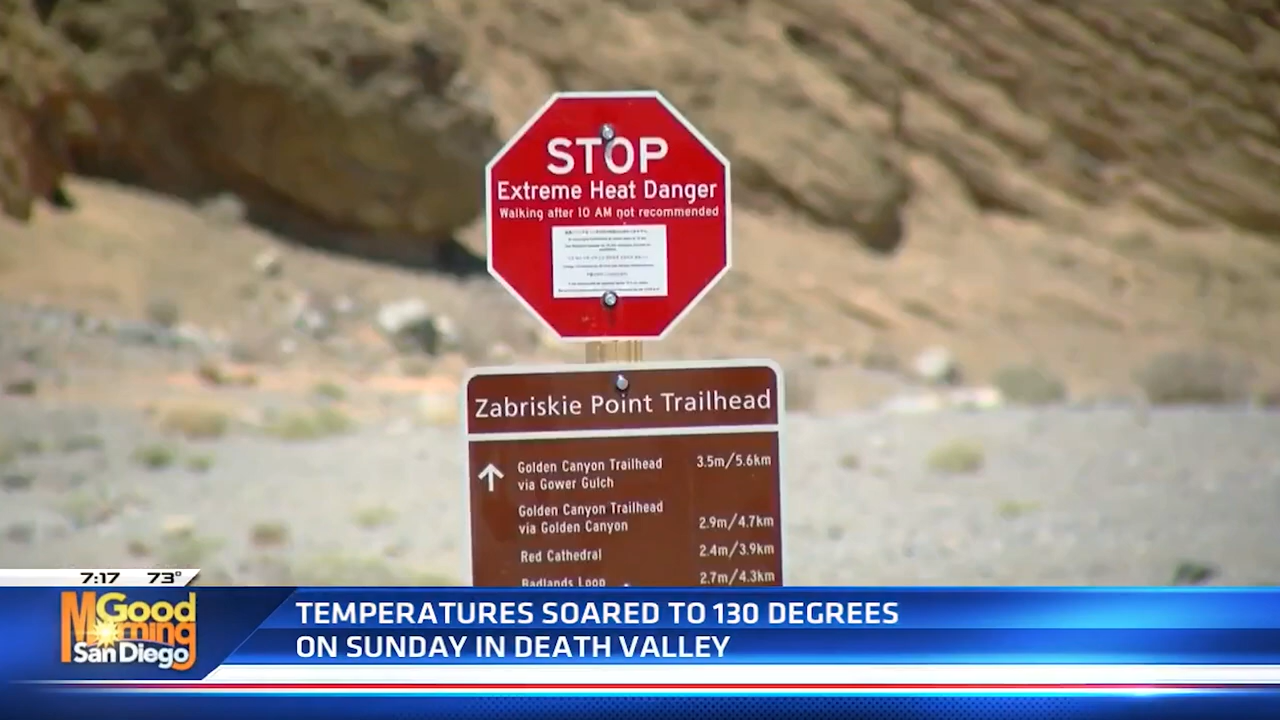 STOP
Extreme Heat Danger
Walking after 10 AM not recommended
Zabriskie Point Trailhead
Golden Canyon Trailhead 3.5m/5.6km
via Gower Gulch
Golden Canyon Trailhead
via Golden Canyon 2.9m/4.7km
Red Cathedral 2.4m/3.9km
Badlands Loop 2.7m/4.3km
7:17 73°
Good
Morning
San Diego
TEMPERATURES SOARED TO 130 DEGREES
ON SUNDAY IN DEATH VALLEY